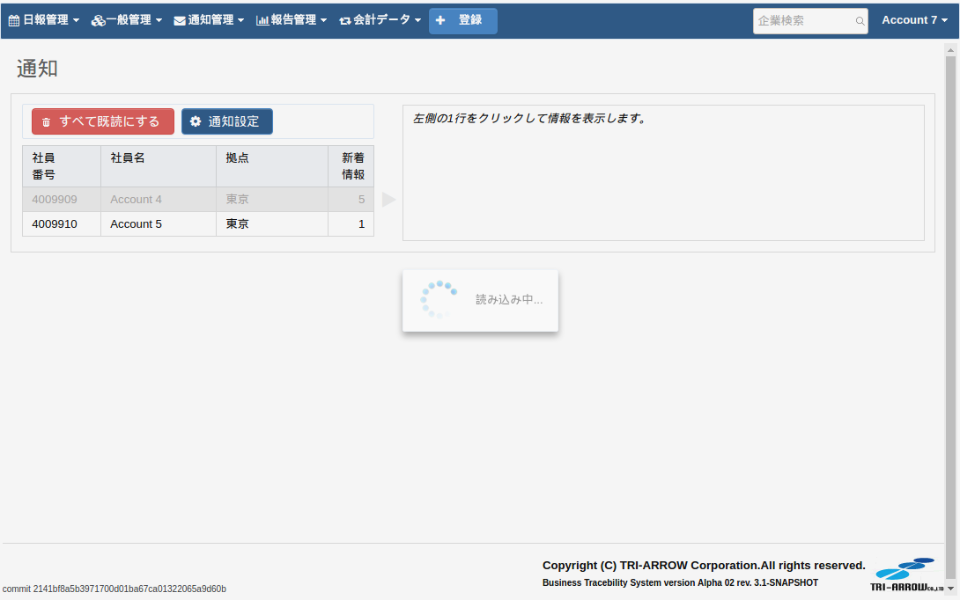 日報管理 一般管理 通知管理 報告管理 会計データ 登録 企業検索 Account 7
通知
すべて既読にする 通知設定
左側の1行をクリックして情報を表示します。
社員番号 社員名 拠点 新着情報
4009909 Account 4 東京 5
4009910 Account 5 東京 1
読み込み中...
Copyright (C) TRI-ARROW Corporation.All rights reserved.
Business Tracebility System version Alpha 02 rev. 3.1-SNAPSHOT
TRI-ARROW CO.,LTD
commit 2141bf8a5b3971700d01ba67ca01322065a9d60b